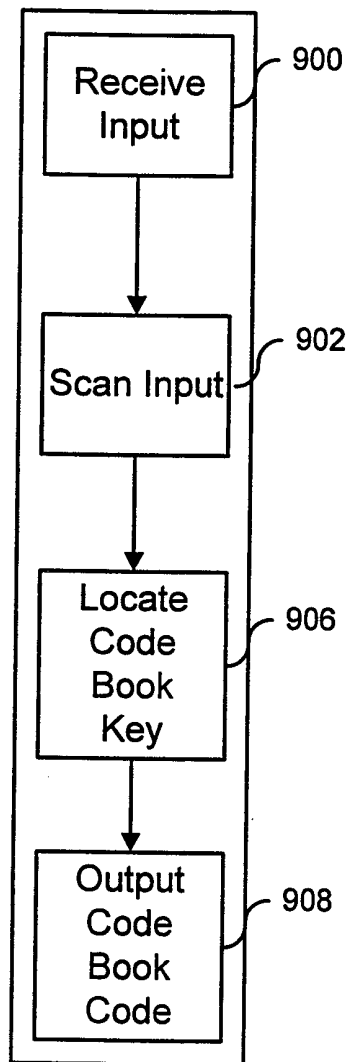 900
Receive
Input
902
Scan Input
906
Locate
Code
Book
Key
908
Output
Code
Book
Code